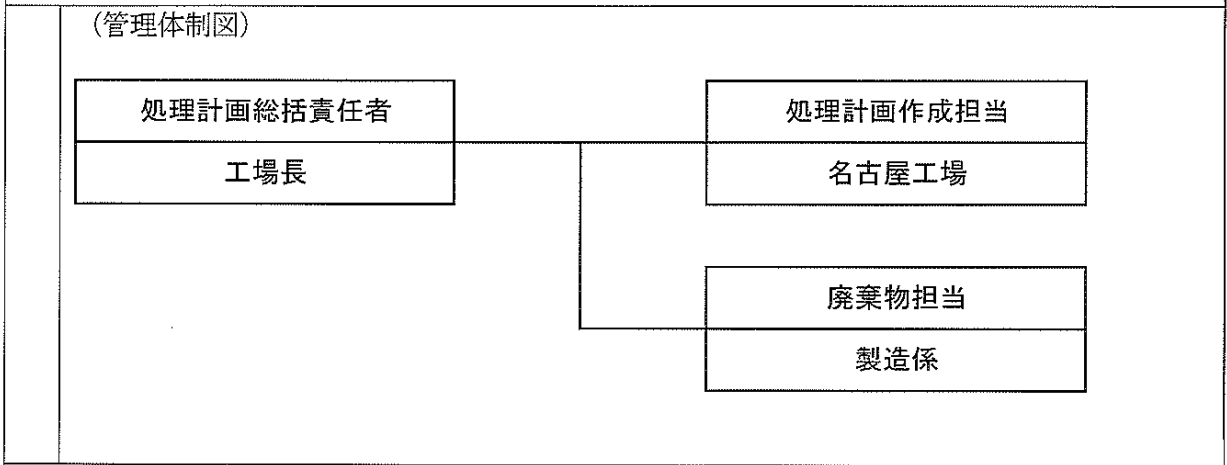 （管理体制図）
処理計画総括責任者
工場長
処理計画作成担当
名古屋工場
廃棄物担当
製造係